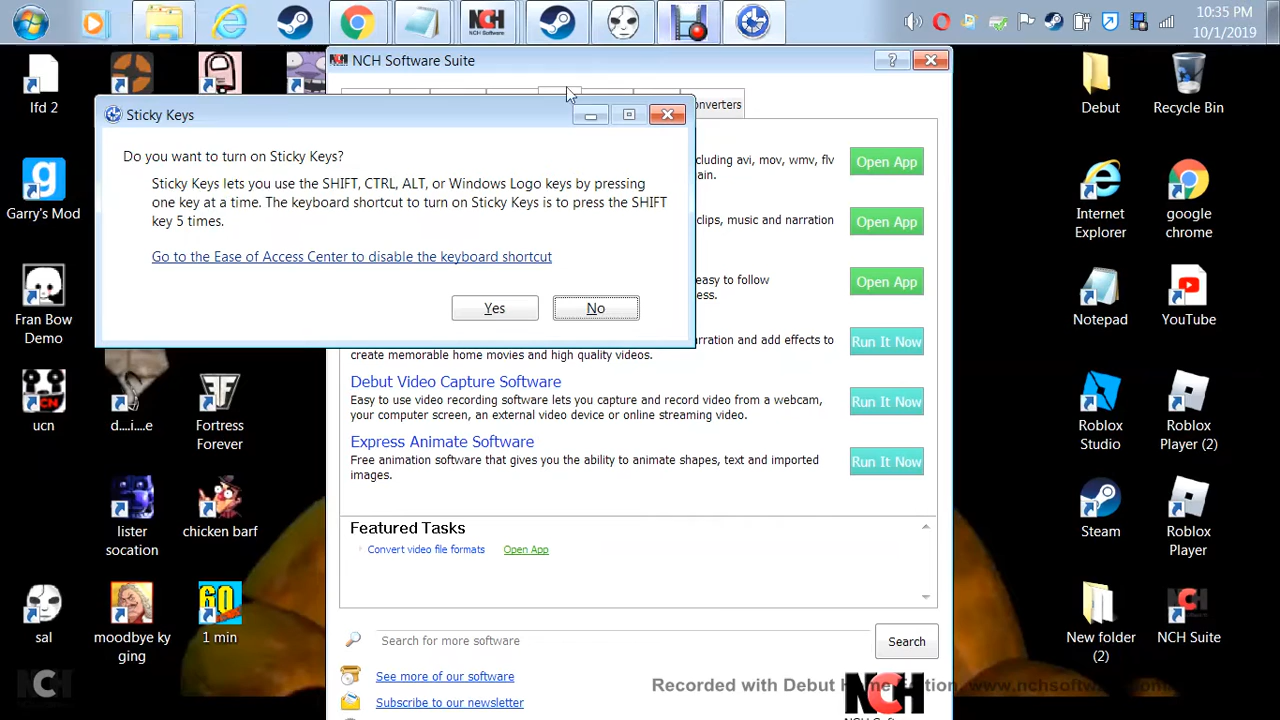 NCH
10:35 PM
10/1/2019
lfd 2
NCH Software Suite
?
Debut
Recycle Bin
Sticky Keys
onverters
Do you want to turn on Sticky Keys?
Sticky Keys lets you use the SHIFT, CTRL, ALT, or Windows Logo keys by pressing
one key at a time. The keyboard shortcut to turn on Sticky Keys is to press the SHIFT
key 5 times.
Go to the Ease of Access Center to disable the keyboard shortcut
Yes
No
cluding avi, mov, wmv, flv
ain.
Open App
clips, music and narration
Open App
easy to follow
ess.
Open App
arration and add effects to
create memorable home movies and high quality videos.
Run It Now
Debut Video Capture Software
Easy to use video recording software lets you capture and record video from a webcam,
your computer screen, an external video device or online streaming video.
Run It Now
Express Animate Software
Free animation software that gives you the ability to animate shapes, text and imported
images.
Run It Now
Featured Tasks
Convert video file formats
Open App
Search for more software
Search
See more of our software
Subscribe to our newsletter
NCH
Garry's Mod
Internet
Explorer
google
chrome
Fran Bow
Demo
Notepad
YouTube
ucn
d....i....e
Fortress
Forever
Roblox
Studio
Roblox
Player (2)
lister
socation
chicken barf
Steam
Roblox
Player
sal
moodbye ky
ging
GO
1 min
New folder
(2)
NCH Suite
NCH
Recorded with Debut Home Edition. www.nchsoftware.com